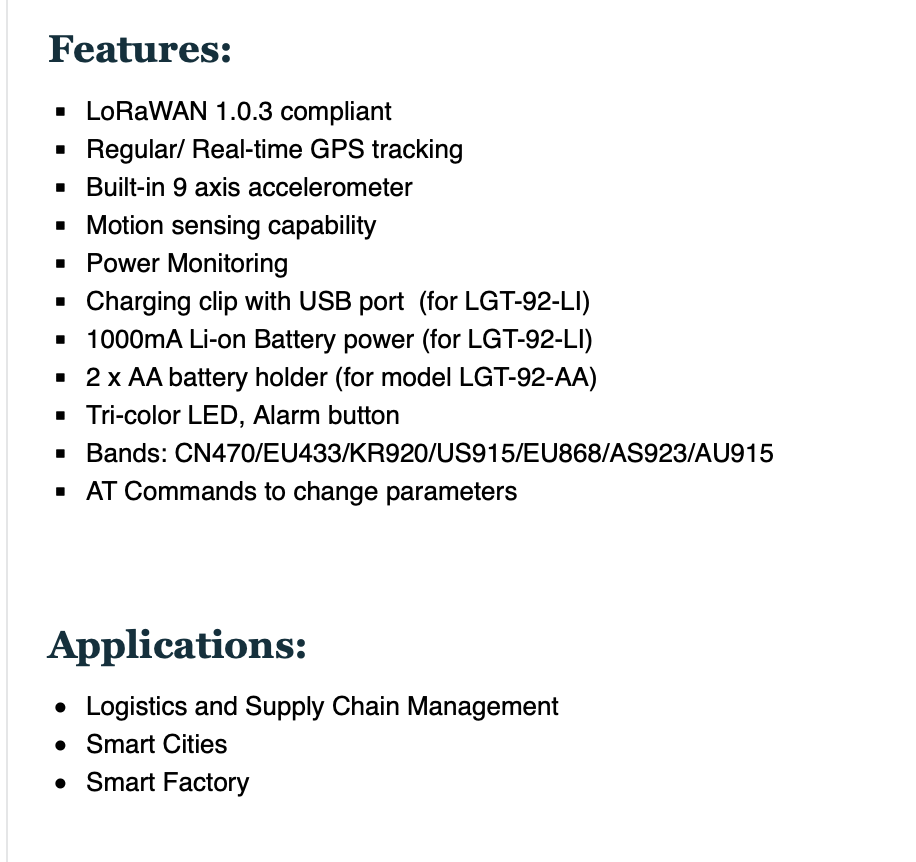 Features:
LoRaWAN 1.0.3 compliant
Regular/ Real-time GPS tracking
Built-in 9 axis accelerometer
Motion sensing capability
Power Monitoring
Charging clip with USB port  (for LGT-92-LI)
1000mA Li-on Battery power (for LGT-92-LI)
2 x AA battery holder (for model LGT-92-AA)
Tri-color LED, Alarm button
Bands: CN470/EU433/KR920/US915/EU868/AS923/AU915
AT Commands to change parameters
Applications:
Logistics and Supply Chain Management
Smart Cities
Smart Factory